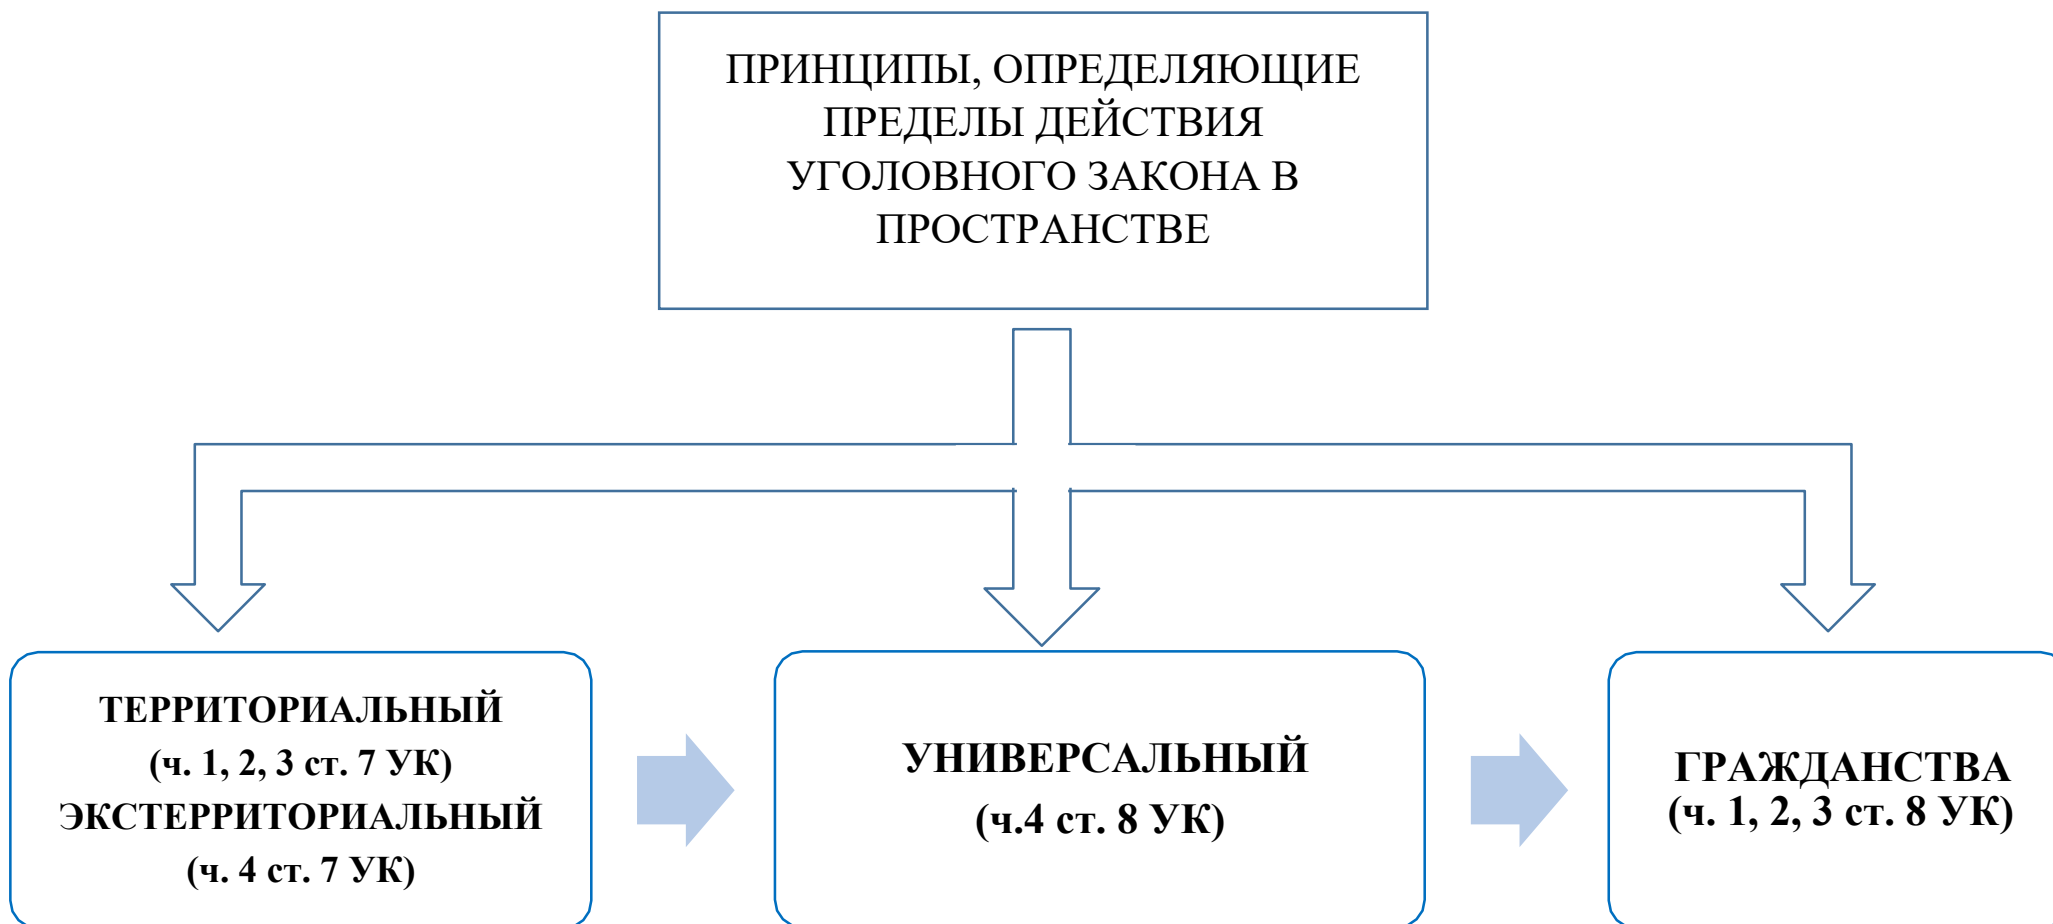 ПРИНЦИПЫ, ОПРЕДЕЛЯЮЩИЕ
ПРЕДЕЛЫ ДЕЙСТВИЯ
УГОЛОВНОГО ЗАКОНА В
ПРОСТРАНСТВЕ
ТЕРРИТОРИАЛЬНЫЙ
(ч. 1, 2, 3 ст. 7 УК)
ЭКСТЕРРИТОРИАЛЬНЫЙ
(ч. 4 ст. 7 УК)
УНИВЕРСАЛЬНЫЙ
(ч.4 ст. 8 УК)
ГРАЖДАНСТВА
(ч. 1, 2, 3 ст. 8 УК)